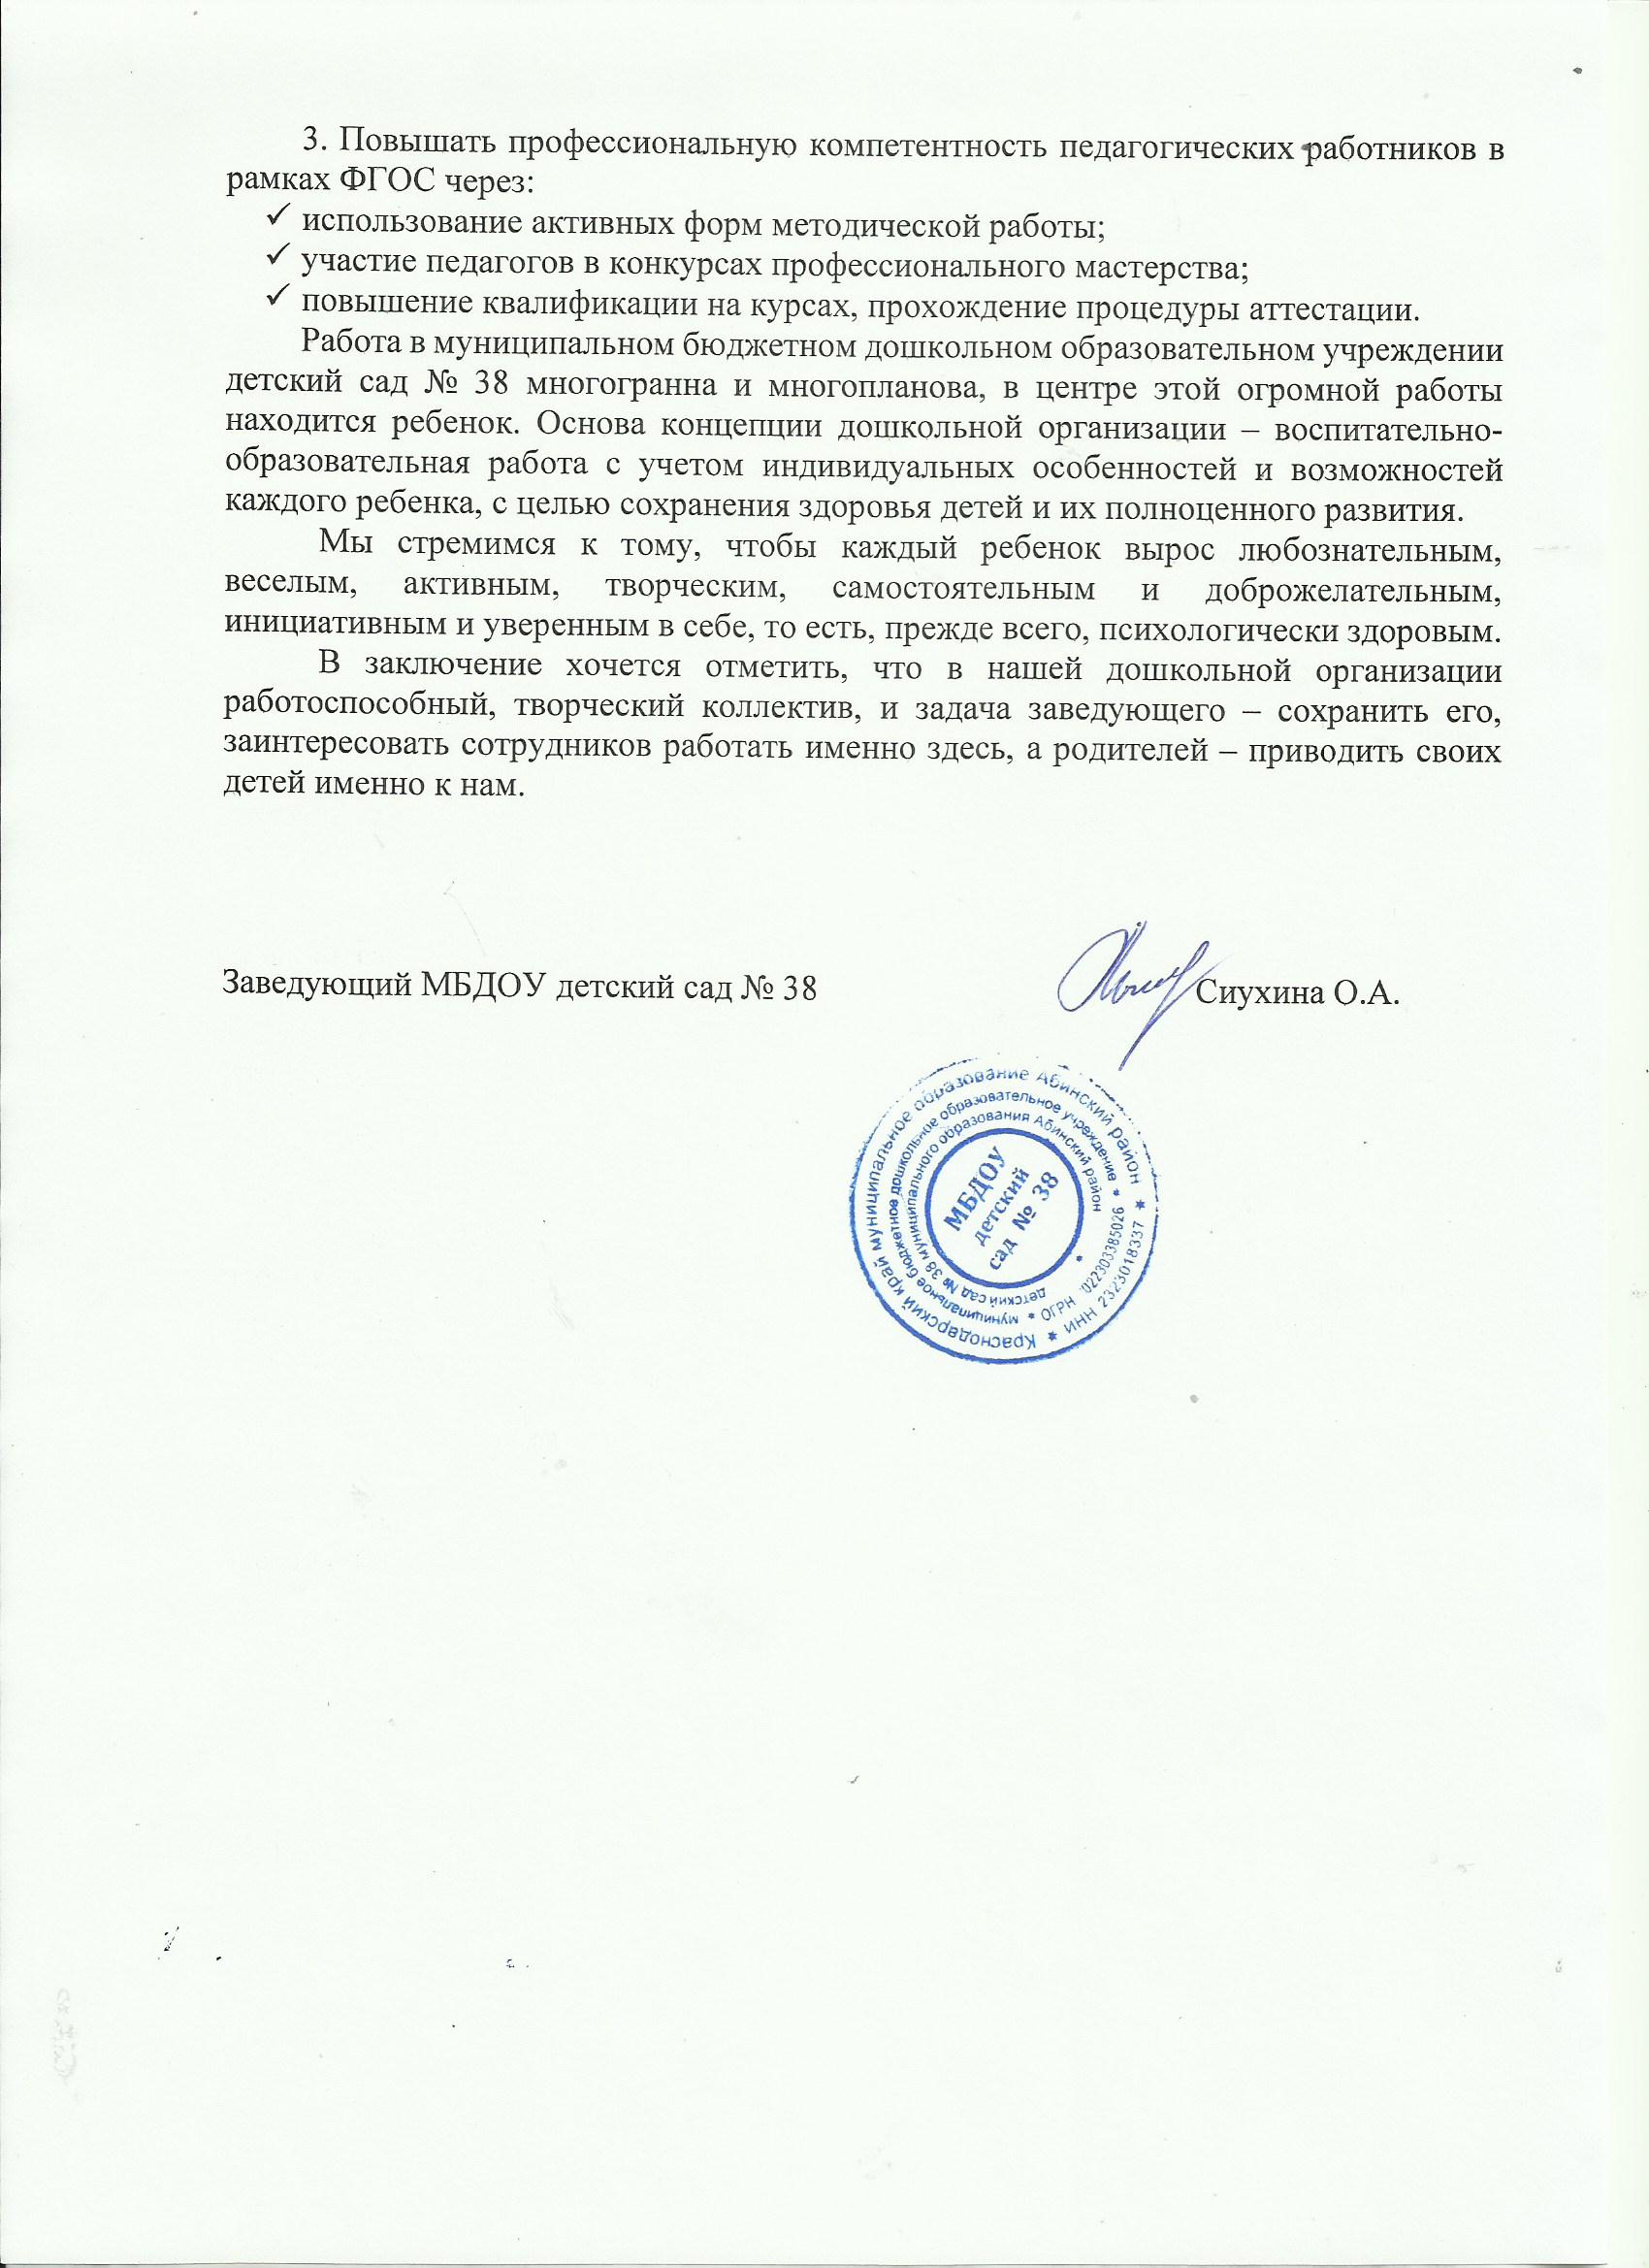 3. Повышать профессиональную компетентность педагогических работников в
рамках ФГОС через:
✓ использование активных форм методической работы;
✓ участие педагогов в конкурсах профессионального мастерства;
✓ повышение квалификации на курсах, прохождение процедуры аттестации.
Работа в муниципальном бюджетном дошкольном образовательном учреждении
детский сад № 38 многогранна и многопланова, в центре этой огромной работы
находится ребенок. Основа концепции дошкольной организации – воспитательно-
образовательная работа с учетом индивидуальных особенностей и возможностей
каждого ребенка, с целью сохранения здоровья детей и их полноценного развития.
Мы стремимся к тому, чтобы каждый ребенок вырос любознательным,
веселым, активным, творческим, самостоятельным и доброжелательным,
инициативным и уверенным в себе, то есть, прежде всего, психологически здоровым.
В заключение хочется отметить, что в нашей дошкольной организации
работоспособный, творческий коллектив, и задача заведующего – сохранить его,
заинтересовать сотрудников работать именно здесь, а родителей – приводить своих
детей именно к нам.
Заведующий МБДОУ детский сад № 38
Сиухина О.А.
Краснодарский край муниципальное образование Абинский район
ИНН 2323018337
муниципальное бюджетное дошкольное образовательное учреждение
ОГРН
детский сад № 38 муниципального образования Абинский район
МБДОУ
детский
сад № 38